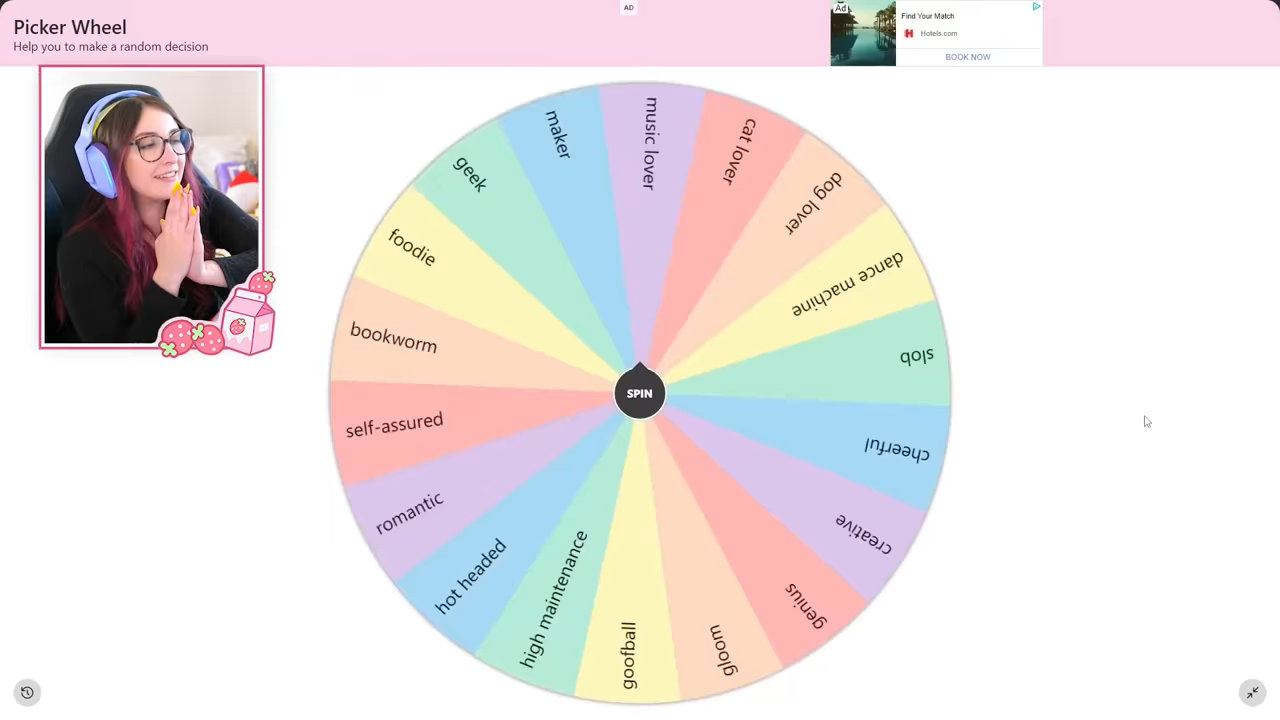 Picker Wheel
Help you to make a random decision
AD
Ad
Find Your Match
Hotels.com
BOOK NOW
music lover
cat lover
dog lover
dance machine
slob
cheerful
creative
genius
gloom
goofball
high maintenance
hot headed
romantic
self-assured
bookworm
foodie
geek
maker
SPIN